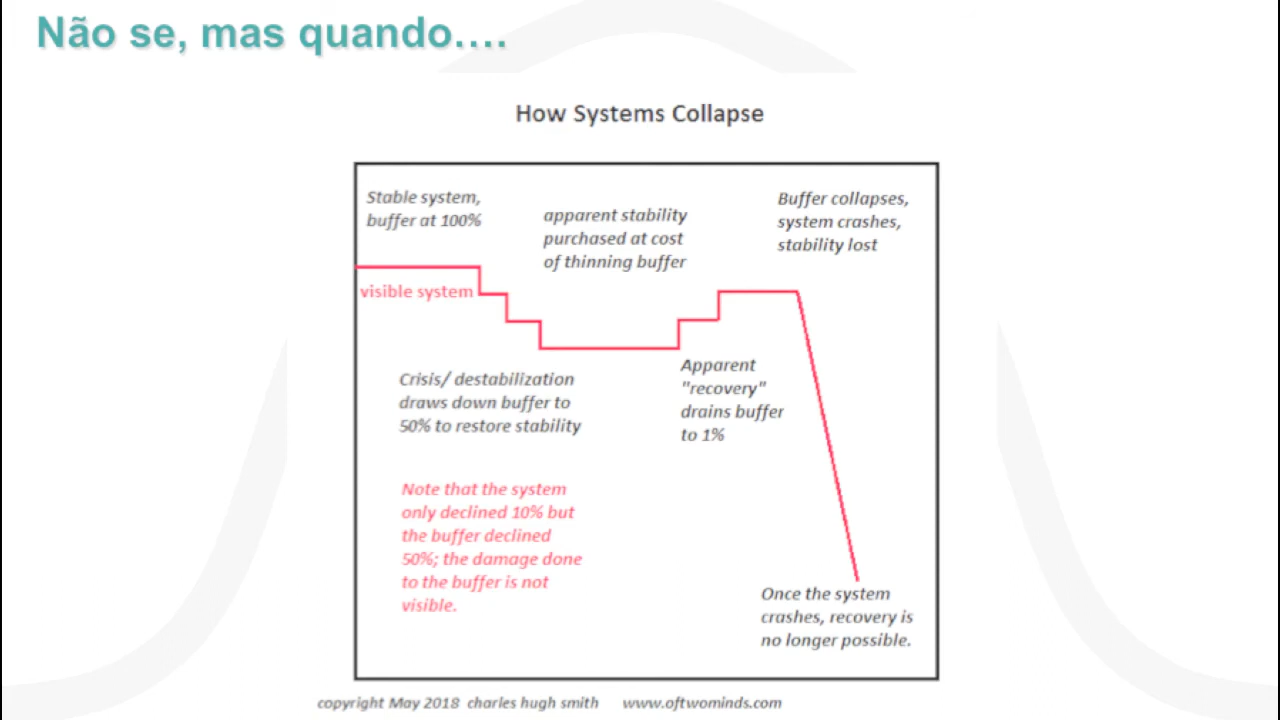 Não se, mas quando....
How Systems Collapse
Stable system,
buffer at 100%
apparent stability
purchased at cost
of thinning buffer
Buffer collapses,
system crashes,
stability lost
visible system
Crisis/ destabilization
draws down buffer to
50% to restore stability
Apparent
"recovery"
drains buffer
to 1%
Note that the system
only declined 10% but
the buffer declined
50%; the damage done
to the buffer is not
visible.
Once the system
crashes, recovery is
no longer possible.
copyright May 2018 charles hugh smith www.oftwominds.com